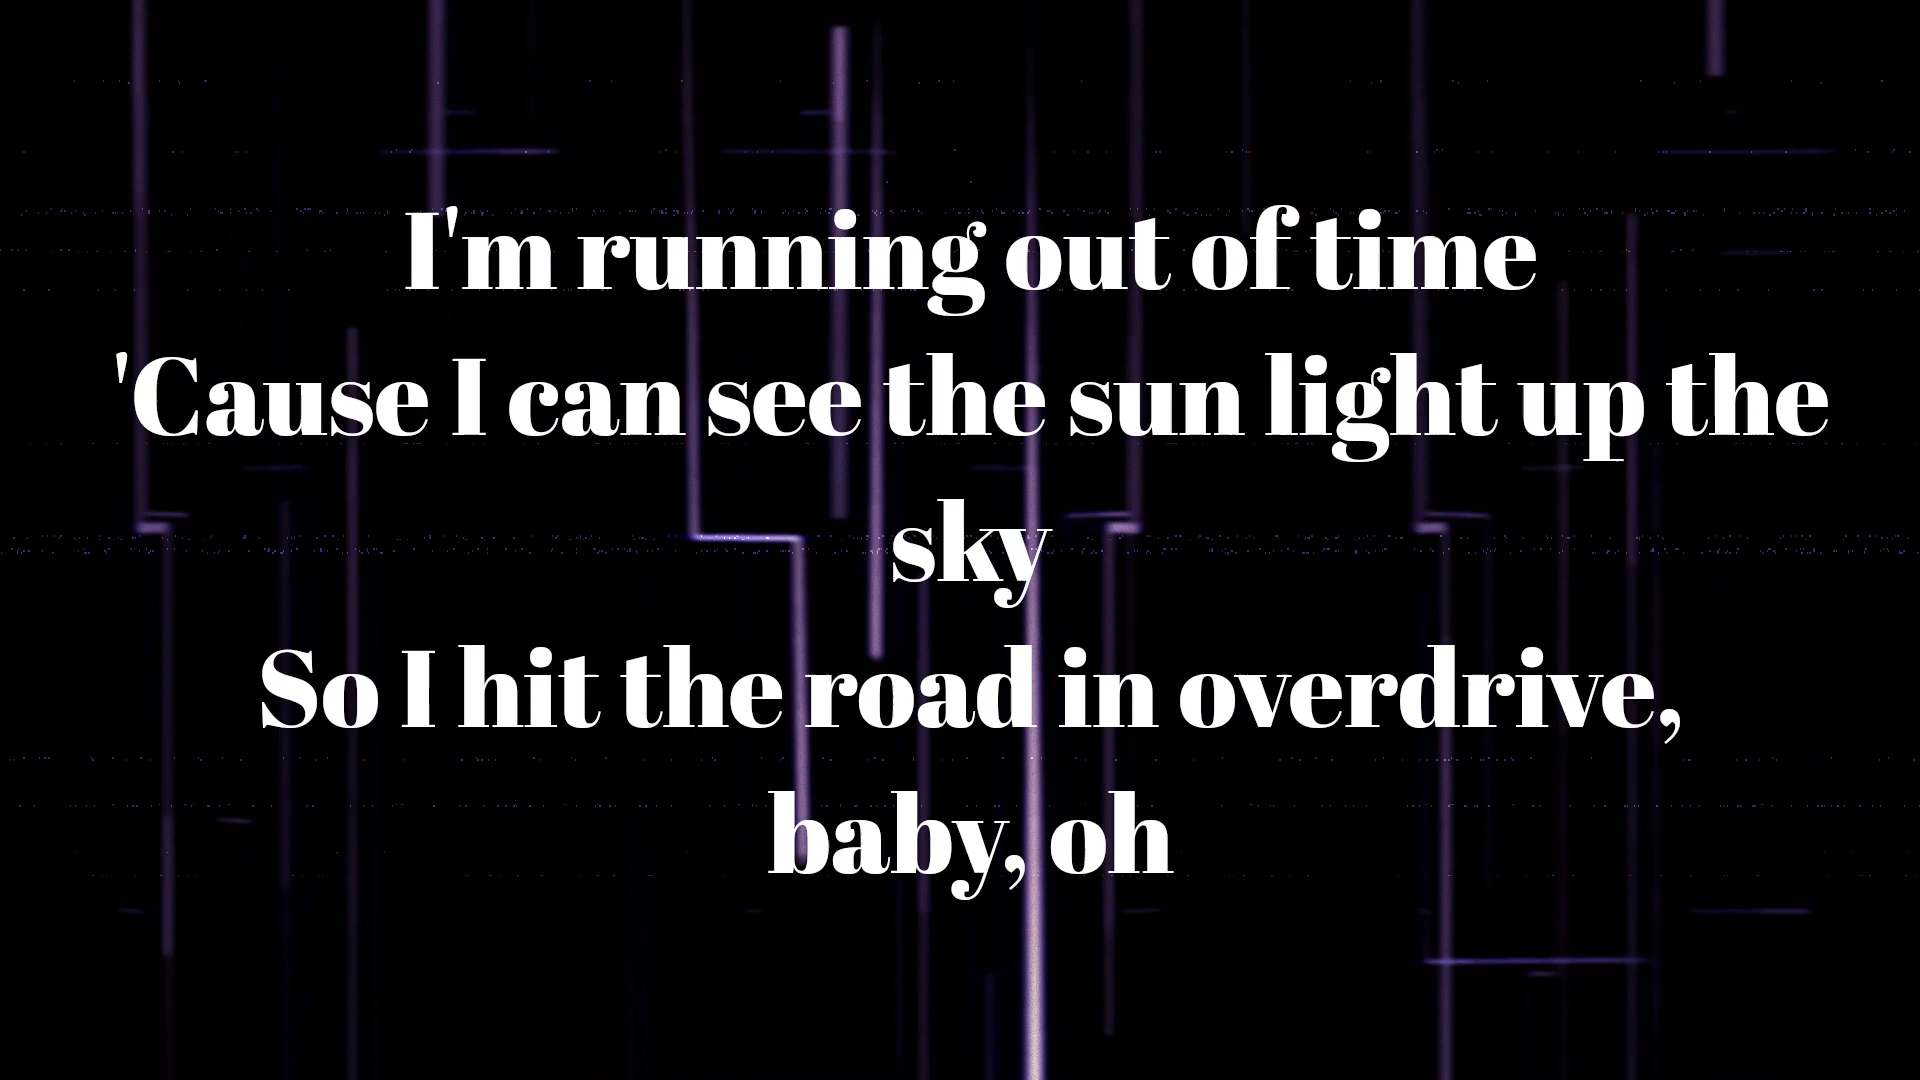 I'm running out of time
'Cause I can see the sun light up the
sky
So I hit the road in overdrive,
baby, oh